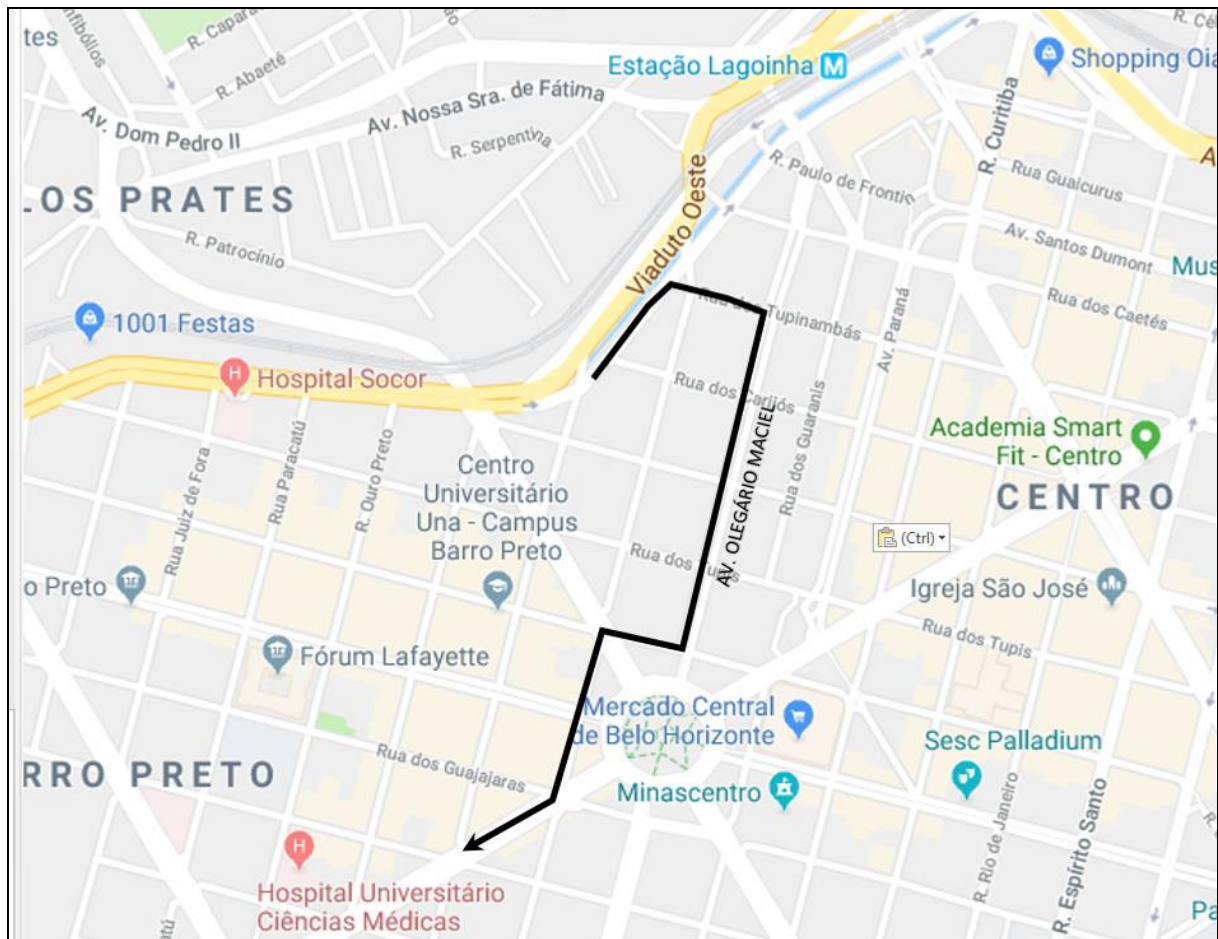 tes
nfibólios
R. Capara
R. Abaeté
Av. Dom Pedro II
Av. Nossa Sra. de Fátima
R. Serpentina
Estação Lagoinha M
Shopping Oia
R. Cé
R. Curitiba
Rua Guaicurus
R. Paulo de Frontin
A
LOS PRATES
R. Patrocínio
Viaduto Oeste
Av. Santos Dumont
Mus
Rua dos Caetés
1001 Festas
Rua dos Tupinambás
Av. Paraná
H
Hospital Socor
Rua dos Carijós
Rua dos Guaranis
AV. OLEGÁRIO MACIEL
Academia Smart
Fit - Centro
CENTRO
Rua Juiz de Fora
Rua Paracatú
R. Ouro Preto
Centro
Universitário
Una - Campus
Barro Preto
(Ctrl)
Rua dos Tupis
o Preto
Igreja São José
Rua dos Tupis
Fórum Lafayette
Mercado Central
de Belo Horizonte
Sesc Palladium
RRO PRETO
Rua dos Guajajaras
Minascentro
R. Rio de Janeiro
R. Espírito Santo
H
Hospital Universitário
Ciências Médicas
Pa